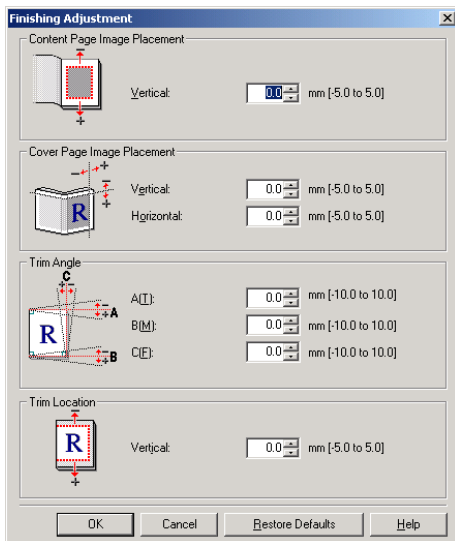 Finishing Adjustment
Content Page Image Placement
Vertical: 0.0 mm [-5.0 to 5.0]
Cover Page Image Placement
R
Vertical: 0.0 mm [-5.0 to 5.0]
Horizontal: 0.0 mm [-5.0 to 5.0]
Trim Angle
C
A
R
B
A(T): 0.0 mm [-10.0 to 10.0]
B(M): 0.0 mm [-10.0 to 10.0]
C(F): 0.0 mm [-10.0 to 10.0]
Trim Location
R
Vertical: 0.0 mm [-5.0 to 5.0]
OK Cancel Restore Defaults Help